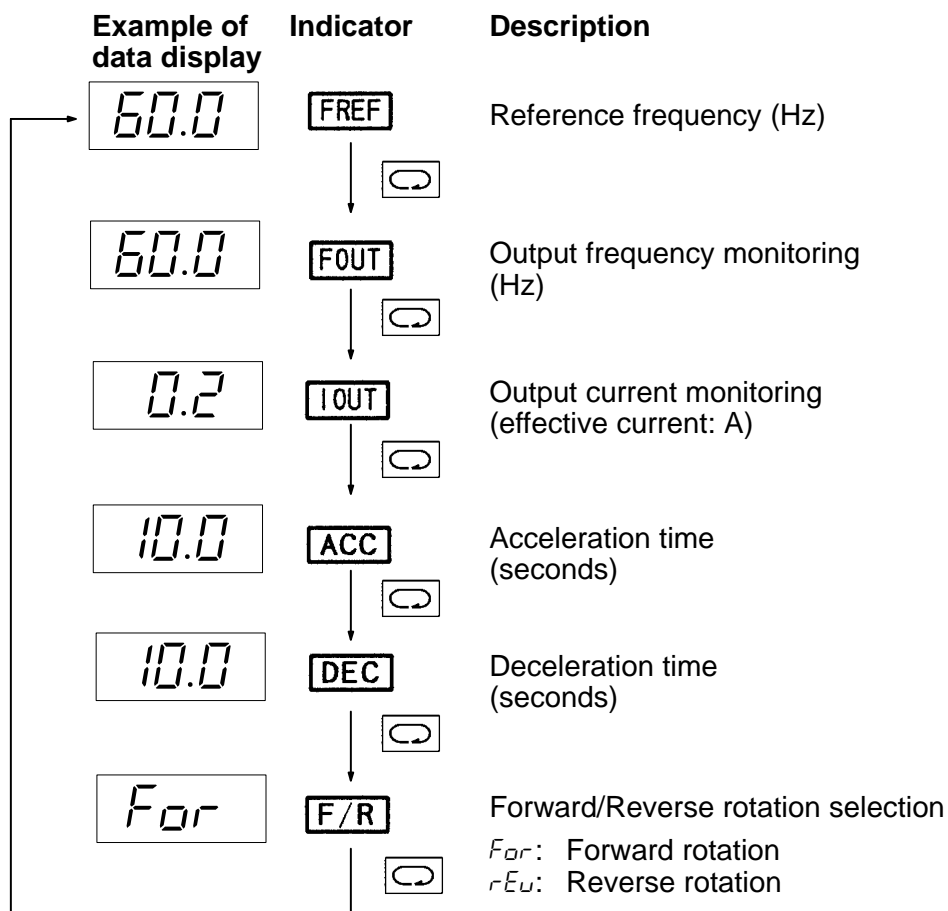 Example of data display Indicator Description
60.0 FREF Reference frequency (Hz)
60.0 FOUT Output frequency monitoring
(Hz)
0.2 IOUT Output current monitoring
(effective current: A)
10.0 ACC Acceleration time
(seconds)
10.0 DEC Deceleration time
(seconds)
For F/R Forward/Reverse rotation selection
For: Forward rotation
rEv: Reverse rotation